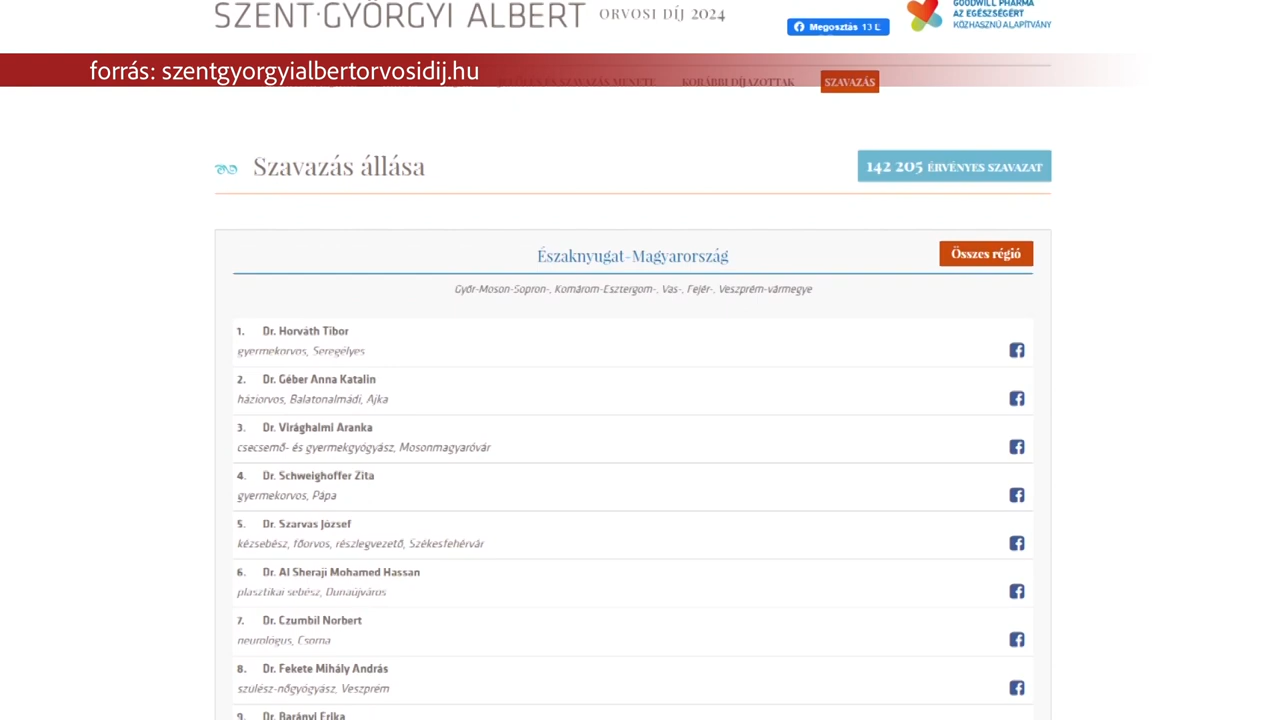 SZENT-GYÖRGYI ALBERT ORVOSI DÍJ 2024
Megosztás 13 E
GOODWILL PHARMA
AZ EGÉSZSÉGÉRT
KÖZHASZNÚ ALAPÍTVÁNY
forrás: szentgyorgyialbertorvosidij.hu
ÉS SZAVAZÁS MENETE KORÁBBI DÍJAZOTTAK SZAVAZÁS
Szavazás állása
142 205 ÉRVÉNYES SZAVAZAT
Északnyugat-Magyarország
Összes régió
Győr-Moson-Sopron-, Komárom-Esztergom-, Vas-, Fejér-, Veszprém-vármegye
1. Dr. Horváth Tibor
gyermekorvos, Seregélyes
2. Dr. Géber Anna Katalin
háziorvos, Balatonalmádi, Ajka
3. Dr. Virághalmi Aranka
csecsemő- és gyermekgyógyász, Mosonmagyaróvár
4. Dr. Schweighoffer Zita
gyermekorvos, Pápa
5. Dr. Szarvas József
kézsebész, főorvos, részlegvezető, Székesfehérvár
6. Dr. Al Sheraji Mohamed Hassan
plasztikai sebész, Dunaújváros
7. Dr. Czumbil Norbert
neurológus, Csorna
8. Dr. Fekete Mihály András
szülész-nőgyógyász, Veszprém
9. Dr. Barányi Erika